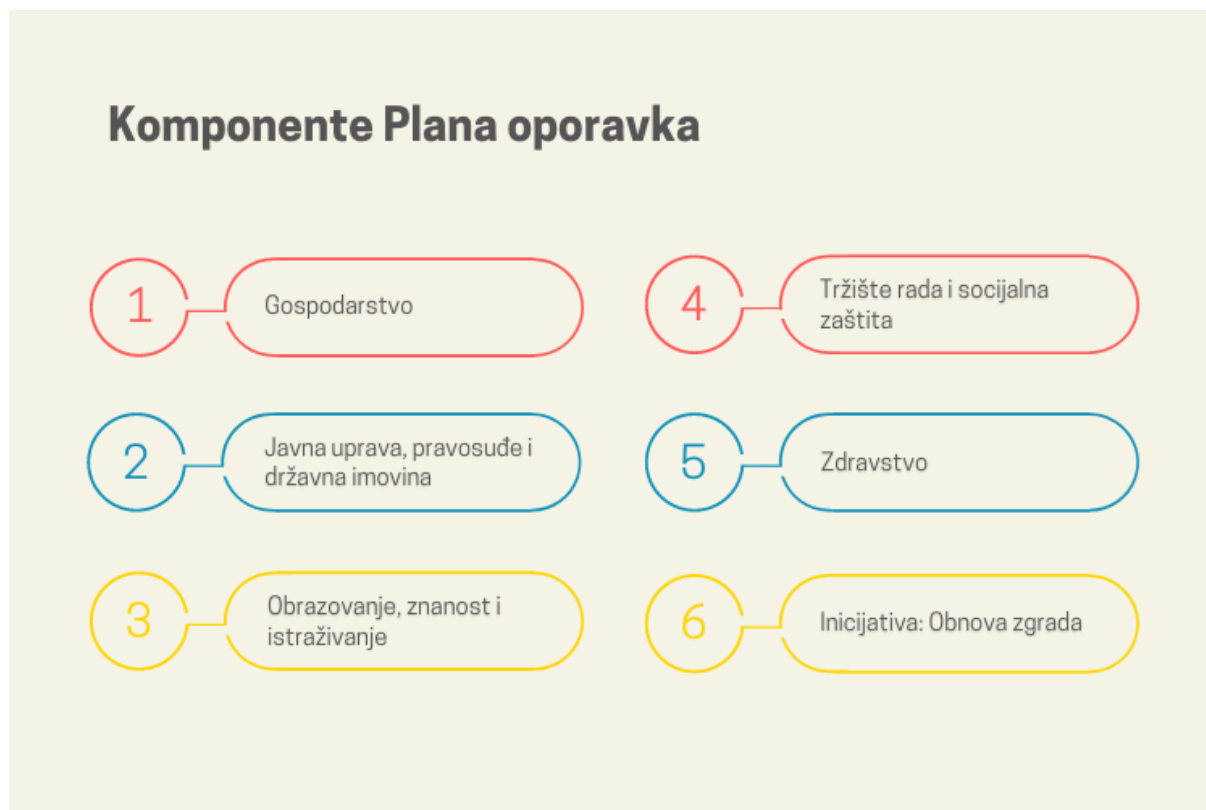 Komponente Plana oporavka
1
Gospodarstvo
2
Javna uprava, pravosuđe i
državna imovina
3
Obrazovanje, znanost i
istraživanje
4
Tržište rada i socijalna
zaštita
5
Zdravstvo
6
Inicijativa: Obnova zgrada